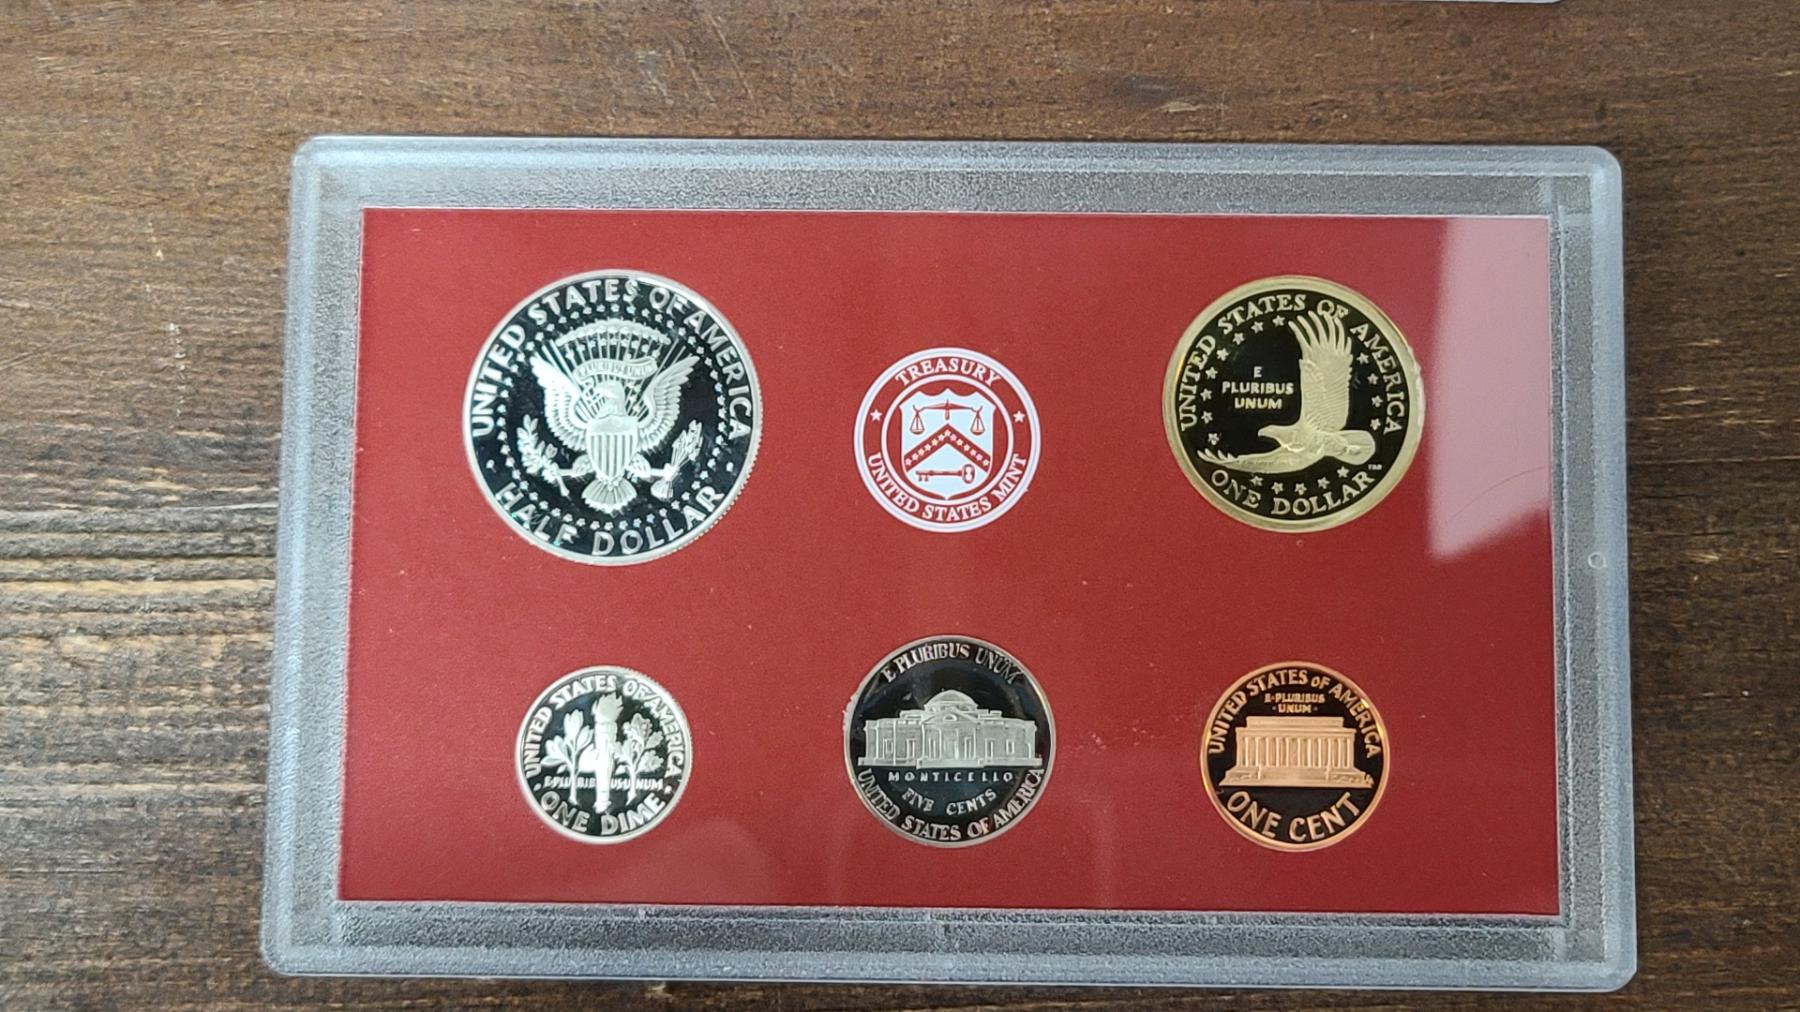 UNITED STATES OF AMERICA
E PLURIBUS UNUM
HALF DOLLAR
TREASURY
UNITED STATES MINT
UNITED STATES OF AMERICA
E
PLURIBUS
UNUM
ONE DOLLAR
UNITED STATES OF AMERICA
E PLURIBUS UNUM
ONE DIME
E PLURIBUS UNUM
MONTICELLO
FIVE CENTS
UNITED STATES OF AMERICA
UNITED STATES OF AMERICA
E·PLURIBUS
·UNUM·
ONE CENT